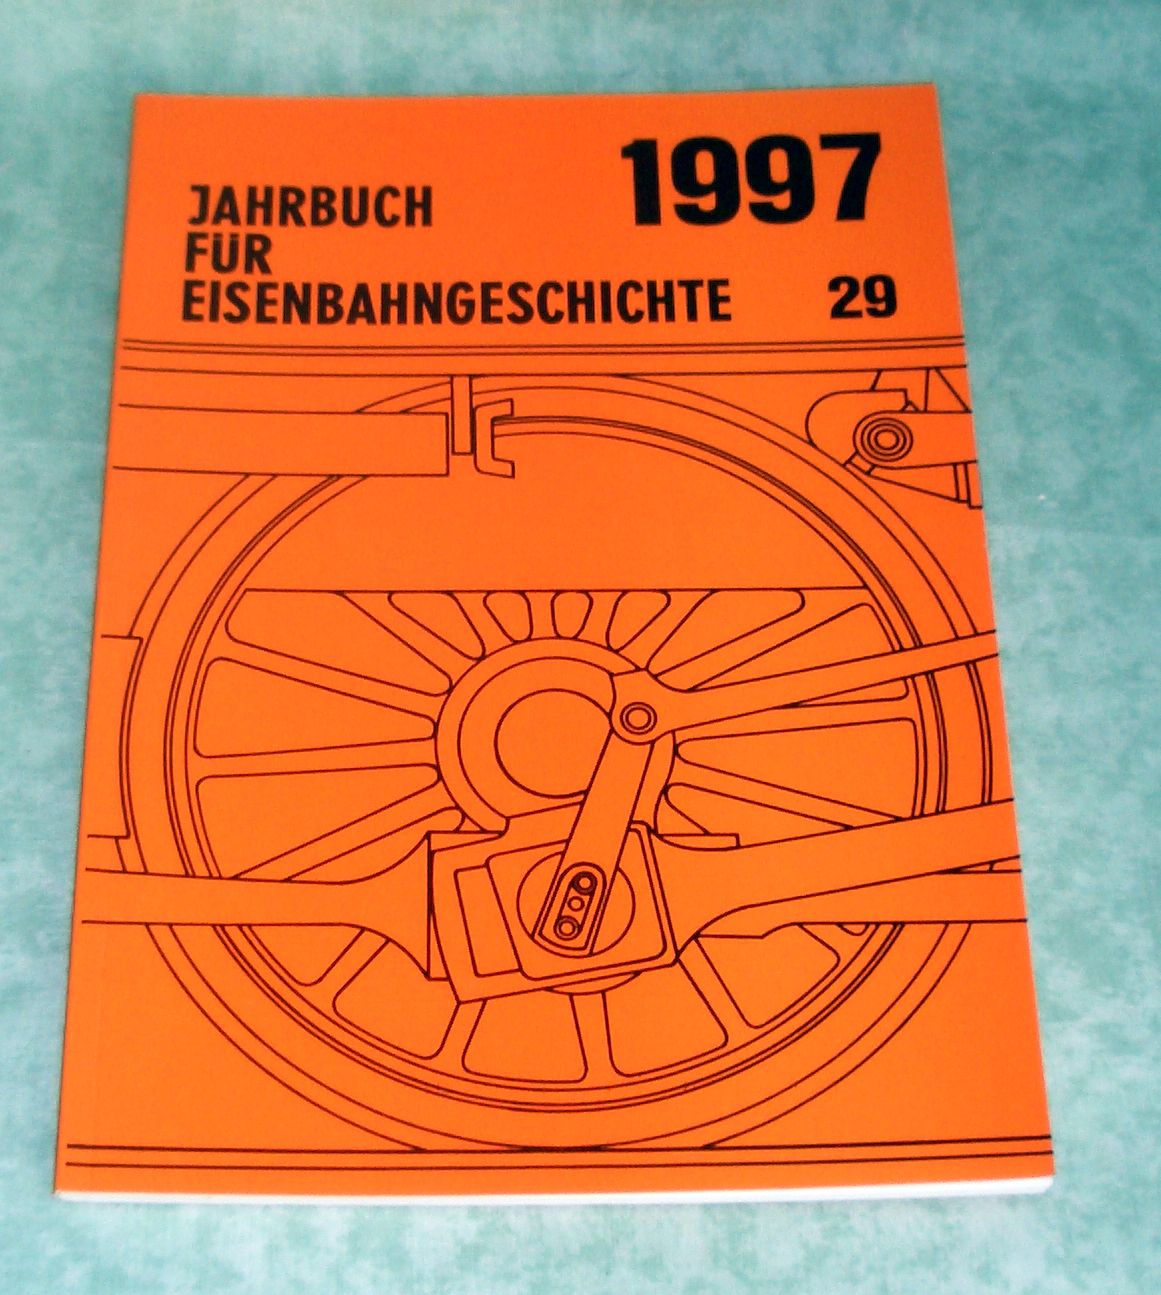 1997
JAHRBUCH
FÜR
EISENBAHNGESCHICHTE 29